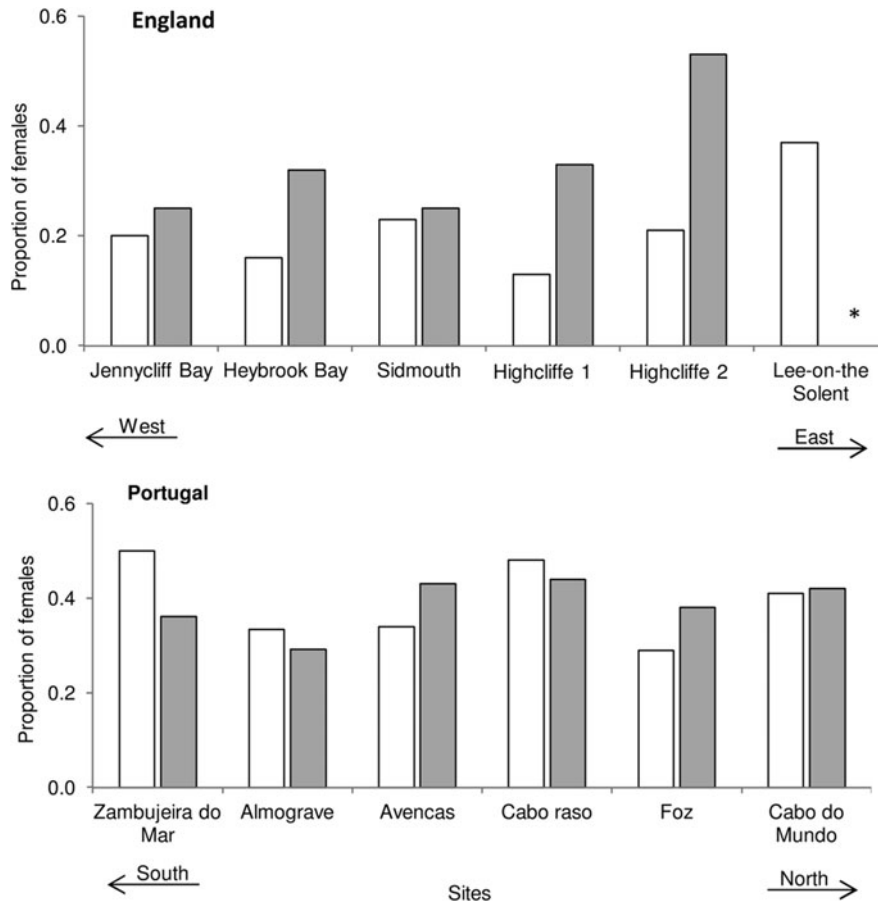 England
Proportion of females
0.6
0.4
0.2
0.0
*
Jennycliff Bay Heybrook Bay Sidmouth Highcliffe 1 Highcliffe 2 Lee-on-the
Solent
West
East
Portugal
Proportion of females
0.6
0.4
0.2
0.0
Zambujeira do Almograve Avencas Cabo raso Foz Cabo do
Mar Mundo
South
Sites
North